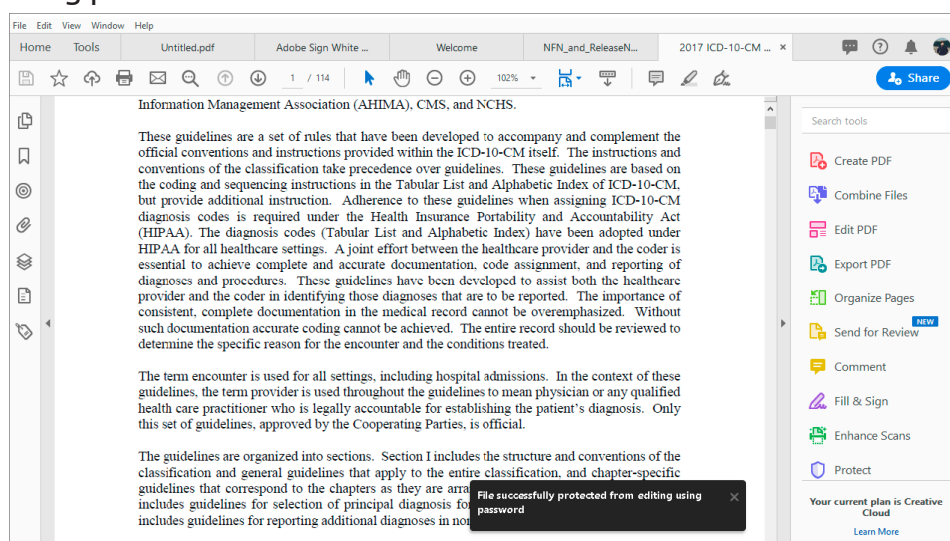 File Edit View Window Help
Home Tools Untitled.pdf Adobe Sign White ... Welcome NFN_and_ReleaseN... 2017 ICD-10-CM ... ×
1 / 114 102% Share
Information Management Association (AHIMA), CMS, and NCHS.
These guidelines are a set of rules that have been developed to accompany and complement the
official conventions and instructions provided within the ICD-10-CM itself. The instructions and
conventions of the classification take precedence over guidelines. These guidelines are based on
the coding and sequencing instructions in the Tabular List and Alphabetic Index of ICD-10-CM,
but provide additional instruction. Adherence to these guidelines when assigning ICD-10-CM
diagnosis codes is required under the Health Insurance Portability and Accountability Act
(HIPAA). The diagnosis codes (Tabular List and Alphabetic Index) have been adopted under
HIPAA for all healthcare settings. A joint effort between the healthcare provider and the coder is
essential to achieve complete and accurate documentation, code assignment, and reporting of
diagnoses and procedures. These guidelines have been developed to assist both the healthcare
provider and the coder in identifying those diagnoses that are to be reported. The importance of
consistent, complete documentation in the medical record cannot be overemphasized. Without
such documentation accurate coding cannot be achieved. The entire record should be reviewed to
determine the specific reason for the encounter and the conditions treated.
The term encounter is used for all settings, including hospital admissions. In the context of these
guidelines, the term provider is used throughout the guidelines to mean physician or any qualified
health care practitioner who is legally accountable for establishing the patient's diagnosis. Only
this set of guidelines, approved by the Cooperating Parties, is official.
The guidelines are organized into sections. Section I includes the structure and conventions of the
classification and general guidelines that apply to the entire classification, and chapter-specific
guidelines that correspond to the chapters as they are
includes guidelines for selection of principal diagnosis
includes guidelines for reporting additional diagnoses in
File successfully protected from editing using
password
Search tools
Create PDF
Combine Files
Edit PDF
Export PDF
Organize Pages
NEW
Send for Review
Comment
Fill & Sign
Enhance Scans
Protect
Your current plan is Creative
Cloud
Learn More